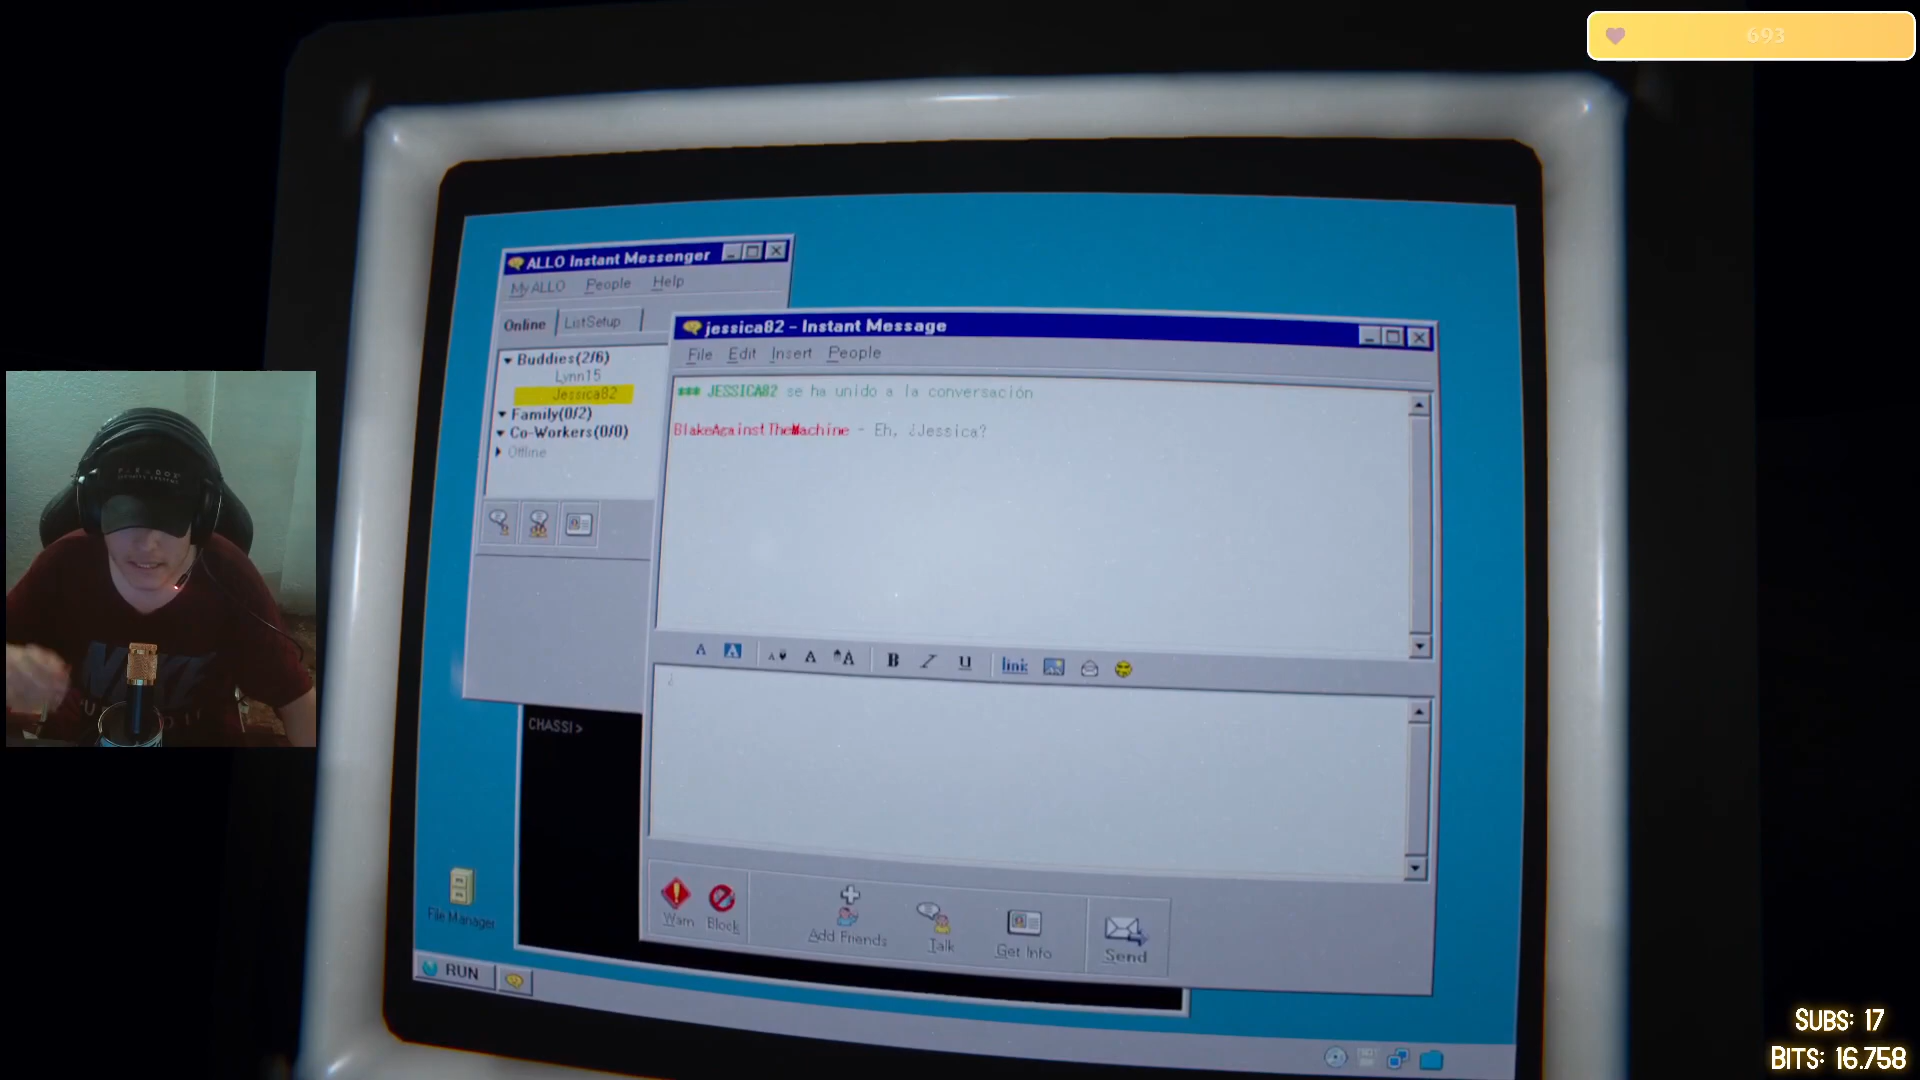 693
ALLO Instant Messenger
MyALLO People Help
Online ListSetup
Buddies(2/6)
Lynn15
Jessica82
Family(0/2)
Co-Workers(0/0)
Offline
jessica82 - Instant Message
File Edit Insert People
*** JESSICA82 se ha unido a la conversación
BlakeAgainstTheMachine - Eh, ¿Jessica?
A A A A A B I U link
¿
CHASSI>
Warn Block Add Friends Talk Get Info Send
File Manager
RUN
NIKE
SUBS: 17
BITS: 16.758